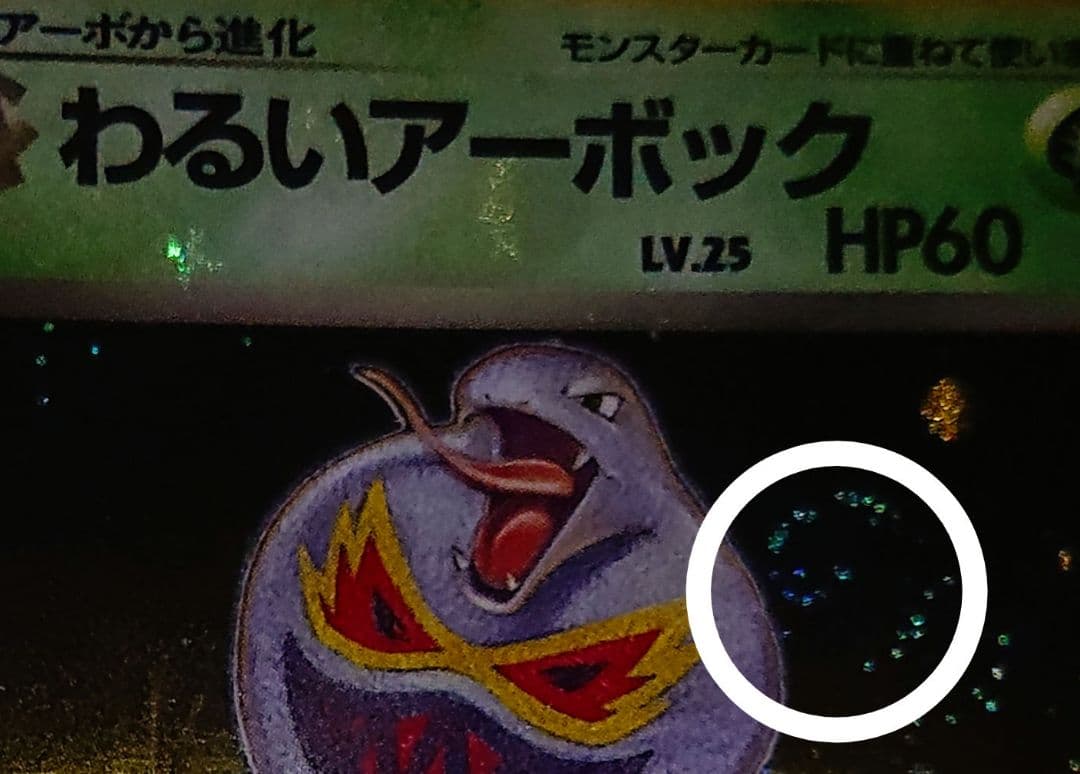 アーボから進化
モンスターカードに重ねて使い
わるいアーボック
LV.25 HP60